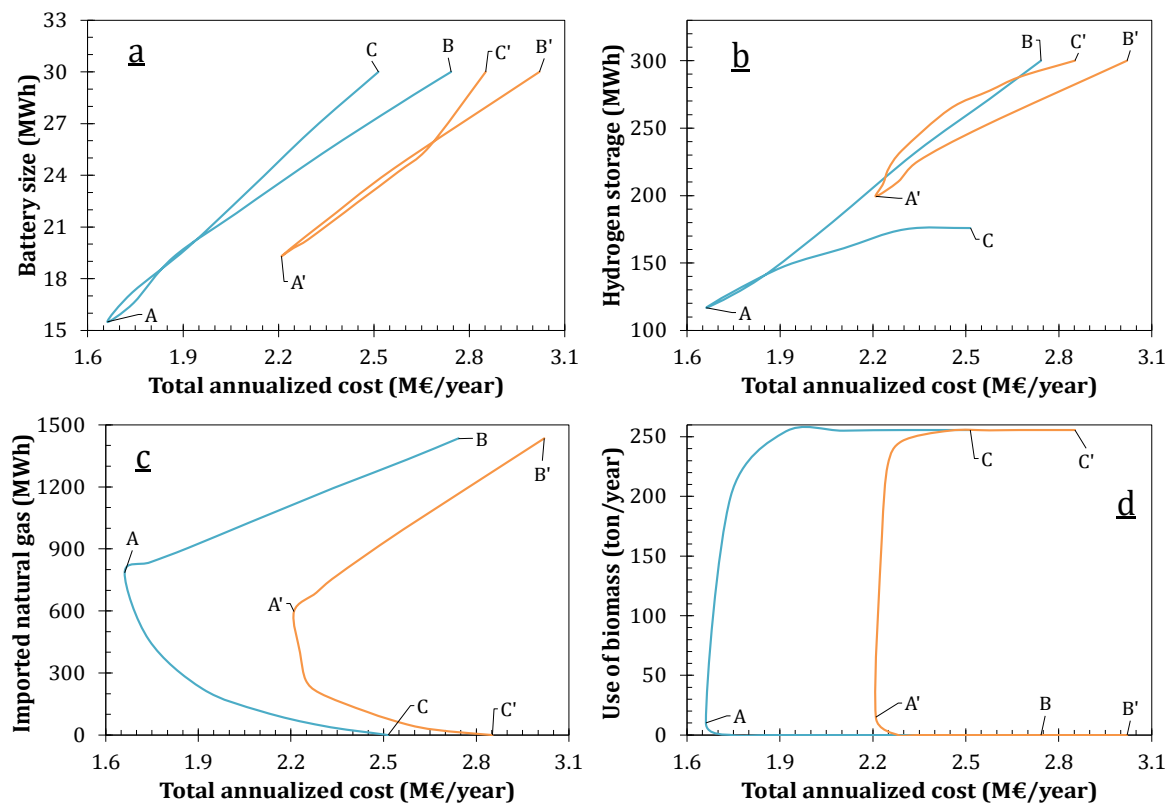 a
Battery size (MWh)
33
30
27
24
21
18
15
C
B
C'
B'
A'
A
1.6
1.9
2.2
2.5
2.8
3.1
Total annualized cost (M€/year)
b
Hydrogen storage (MWh)
300
250
200
150
100
B
C'
B'
A'
C
A
1.6
1.9
2.2
2.5
2.8
3.1
Total annualized cost (M€/year)
c
Imported natural gas (MWh)
1500
1200
900
600
300
0
B
B'
A
A'
C
C'
1.6
1.9
2.2
2.5
2.8
3.1
Total annualized cost (M€/year)
d
Use of biomass (ton/year)
250
200
150
100
50
0
C
C'
A
A'
B
B'
1.6
1.9
2.2
2.5
2.8
3.1
Total annualized cost (M€/year)